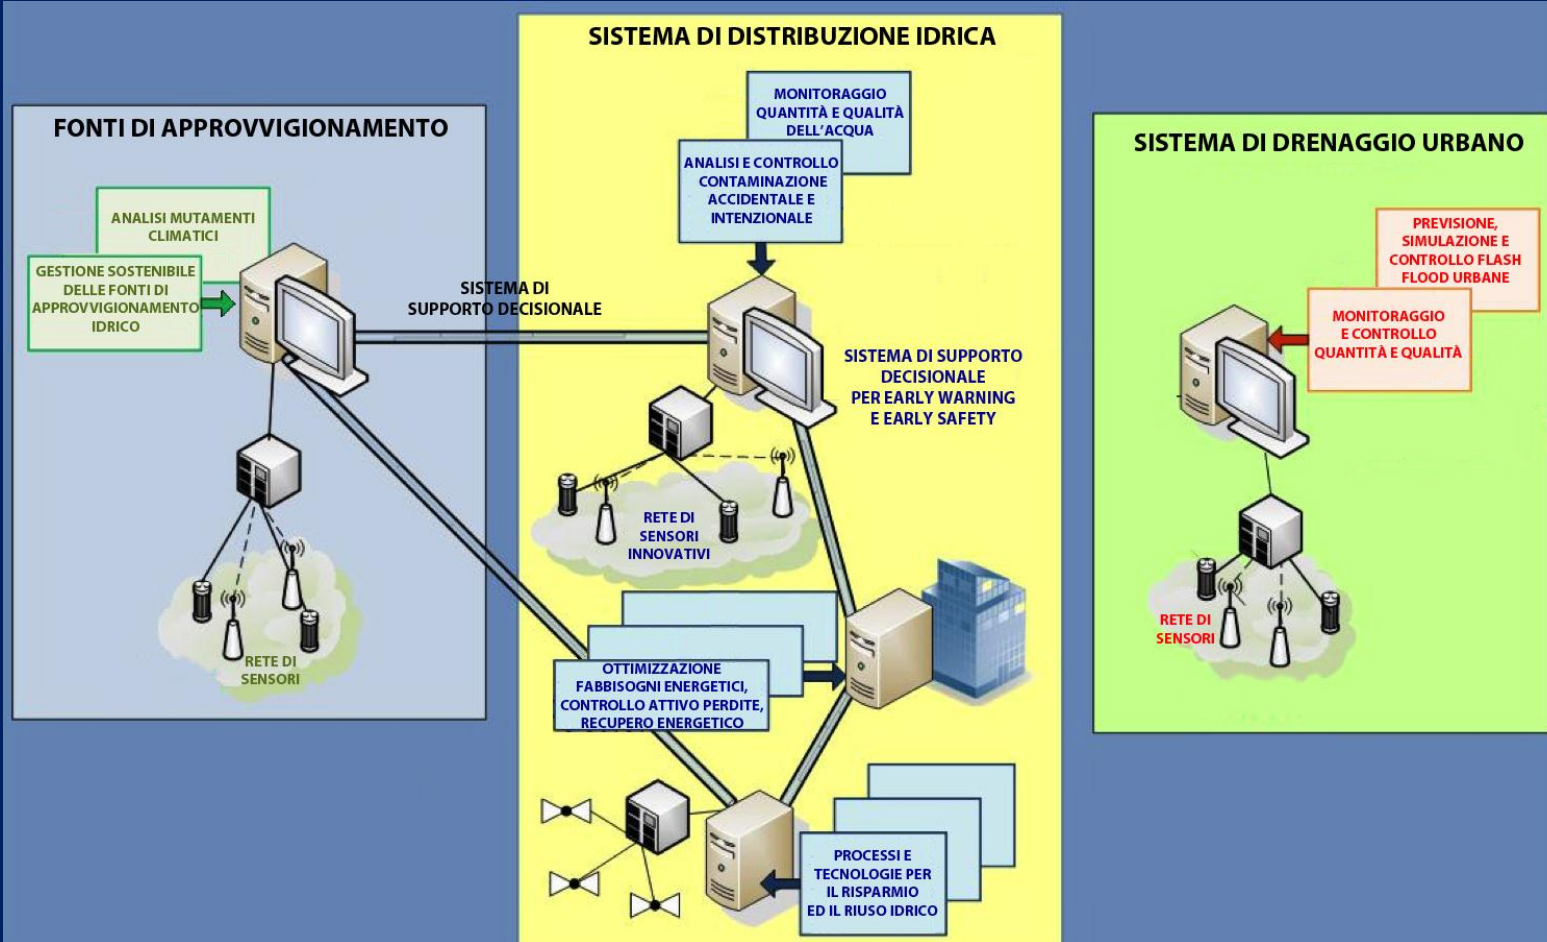 SISTEMA DI DISTRIBUZIONE IDRICA
MONITORAGGIO
QUANTITÀ E QUALITÀ
DELL'ACQUA
ANALISI E CONTROLLO
CONTAMINAZIONE
ACCIDENTALE E
INTENZIONALE
FONTI DI APPROVVIGIONAMENTO
ANALISI MUTAMENTI
CLIMATICI
GESTIONE SOSTENIBILE
DELLE FONTI DI
APPROVVIGIONAMENTO
IDRICO
SISTEMA DI
SUPPORTO DECISIONALE
SISTEMA DI SUPPORTO
DECISIONALE
PER EARLY WARNING
E EARLY SAFETY
RETE DI
SENSORI
INNOVATIVI
RETE DI
SENSORI
OTTIMIZZAZIONE
FABBISOGNI ENERGETICI,
CONTROLLO ATTIVO PERDITE,
RECUPERO ENERGETICO
PROCESSI E
TECNOLOGIE PER
IL RISPARMIO
ED IL RIUSO IDRICO
SISTEMA DI DRENAGGIO URBANO
PREVISIONE,
SIMULAZIONE E
CONTROLLO FLASH
FLOOD URBANE
MONITORAGGIO
E CONTROLLO
QUANTITÀ E QUALITÀ
RETE DI
SENSORI